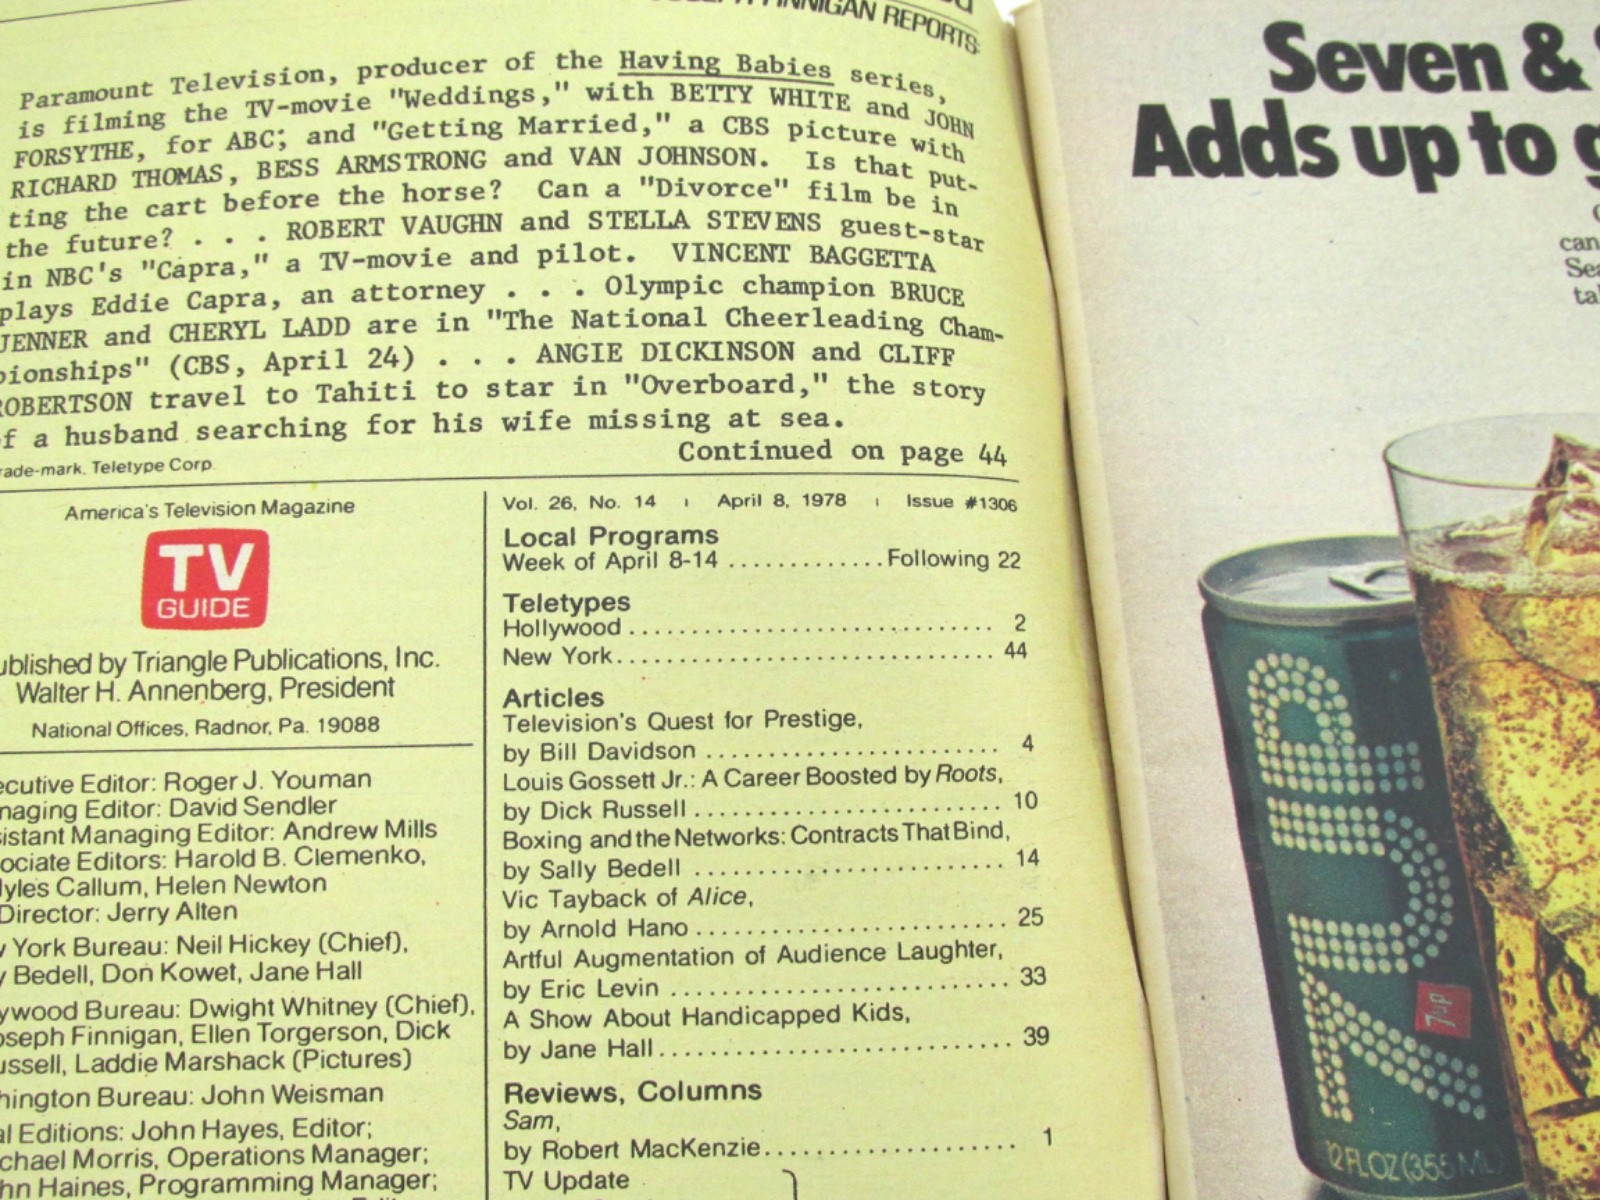 FINNIGAN REPORTS:
Paramount Television, producer of the Having Babies series,
is filming the TV-movie "Weddings," with BETTY WHITE and JOHN
FORSYTHE, for ABC; and "Getting Married," a CBS picture with
RICHARD THOMAS, BESS ARMSTRONG and VAN JOHNSON. Is that put-
ting the cart before the horse? Can a "Divorce" film be in
the future? . . . ROBERT VAUGHN and STELLA STEVENS guest-star
in NBC's "Capra," a TV-movie and pilot. VINCENT BAGGETTA
plays Eddie Capra, an attorney . . . Olympic champion BRUCE
JENNER and CHERYL LADD are in "The National Cheerleading Cham-
pionships" (CBS, April 24) . . . ANGIE DICKINSON and CLIFF
ROBERTSON travel to Tahiti to star in "Overboard," the story
of a husband searching for his wife missing at sea.
Continued on page 44
rade-mark. Teletype Corp.
America's Television Magazine
TV
GUIDE
ublished by Triangle Publications, Inc.
Walter H. Annenberg, President
National Offices, Radnor, Pa. 19088
ecutive Editor: Roger J. Youman
naging Editor: David Sendler
sistant Managing Editor: Andrew Mills
ociate Editors: Harold B. Clemenko,
yles Callum, Helen Newton
Director: Jerry Alten
York Bureau: Neil Hickey (Chief),
y Bedell, Don Kowet, Jane Hall
ywood Bureau: Dwight Whitney (Chief),
oseph Finnigan, Ellen Torgerson, Dick
ussell, Laddie Marshack (Pictures)
hington Bureau: John Weisman
al Editions: John Hayes, Editor;
chael Morris, Operations Manager;
hn Haines, Programming Manager;
Vol. 26, No. 14 | April 8, 1978 | Issue #1306
Local Programs
Week of April 8-14 ............. Following 22
Teletypes
Hollywood .............................. 2
New York ............................... 44
Articles
Television's Quest for Prestige,
by Bill Davidson ........................ 4
Louis Gossett Jr.: A Career Boosted by Roots,
by Dick Russell ......................... 10
Boxing and the Networks: Contracts That Bind,
by Sally Bedell ......................... 14
Vic Tayback of Alice,
by Arnold Hano ......................... 25
Artful Augmentation of Audience Laughter,
by Eric Levin ........................... 33
A Show About Handicapped Kids,
by Jane Hall ............................ 39
Reviews, Columns
Sam,
by Robert MacKenzie .................... 1
TV Update
Seven &
Adds up to g
can
Sea
tal
7UP
7up
12 FL OZ (355 ML)